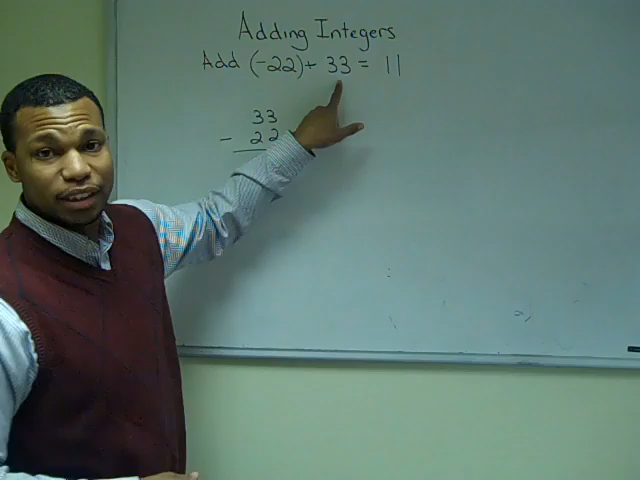 Adding Integers
Add (-22)+ 33 = 11
33
- 22